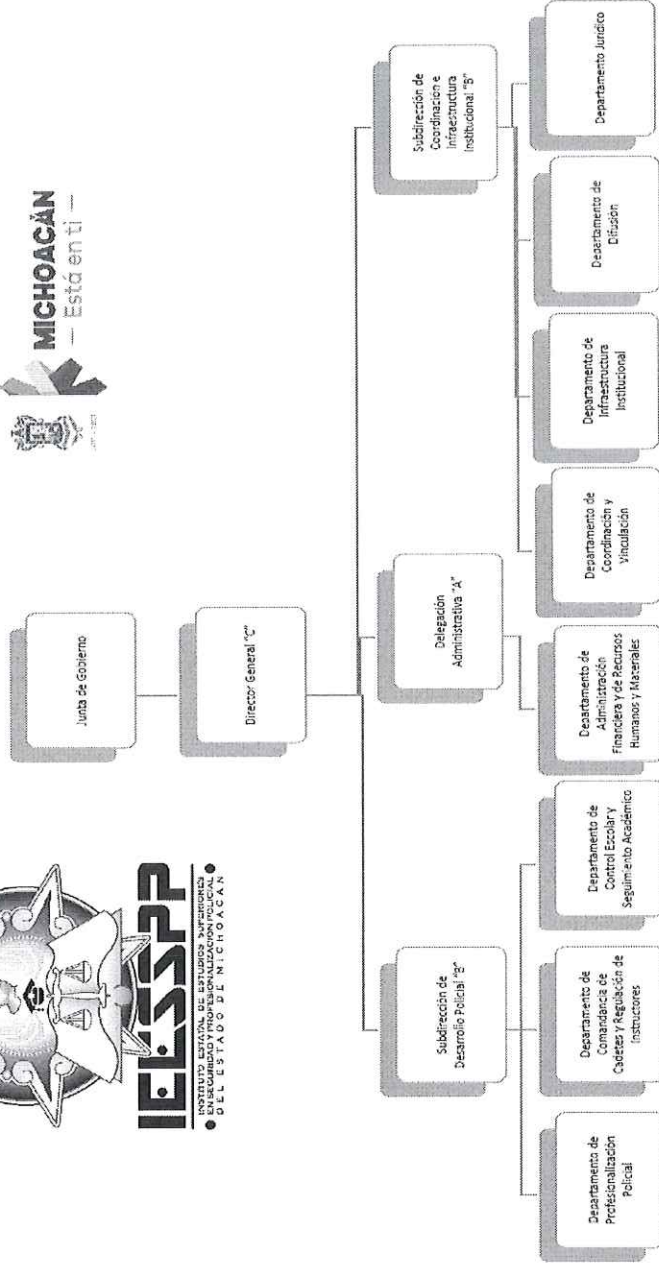 IEESSPP
INSTITUTO ESTATAL DE ESTUDIOS SUPERIORES
EN SEGURIDAD Y PROFESIONALIZACIÓN POLICIAL
DEL ESTADO DE MICHOACÁN
MICHOACÁN
— Está en ti —
Junta de Gobierno
Director General "C"
Subdirección de
Desarrollo Policial "B"
Delegación
Administrativa "A"
Subdirección de
Coordinación e
Infraestructura
Institucional "B"
Departamento de
Profesionalización
Policial
Departamento de
Comandancia de
Cadetes y Regulación de
Instructores
Departamento de
Control Escolar y
Seguimiento Académico
Departamento de
Administración
Financiera y de Recursos
Humanos y Materiales
Departamento de
Coordinación y
Vinculación
Departamento de
Infraestructura
Institucional
Departamento de
Difusión
Departamento Jurídico